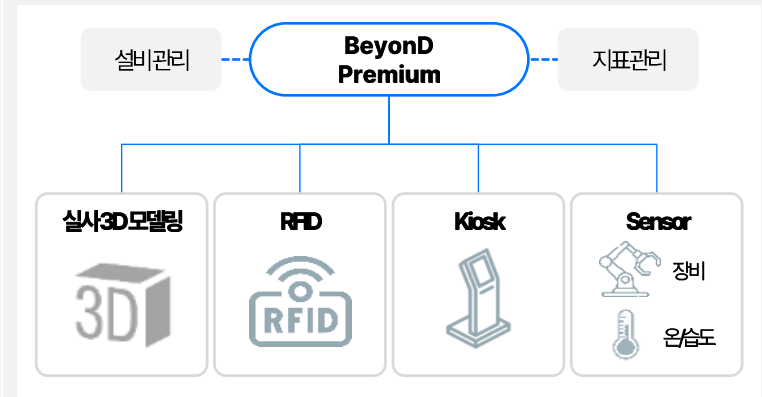 설비관리
BeyonD
Premium
지표관리
실사3D모델링
RFID
Kiosk
Sensor
3D
RFID
장비
온/습도